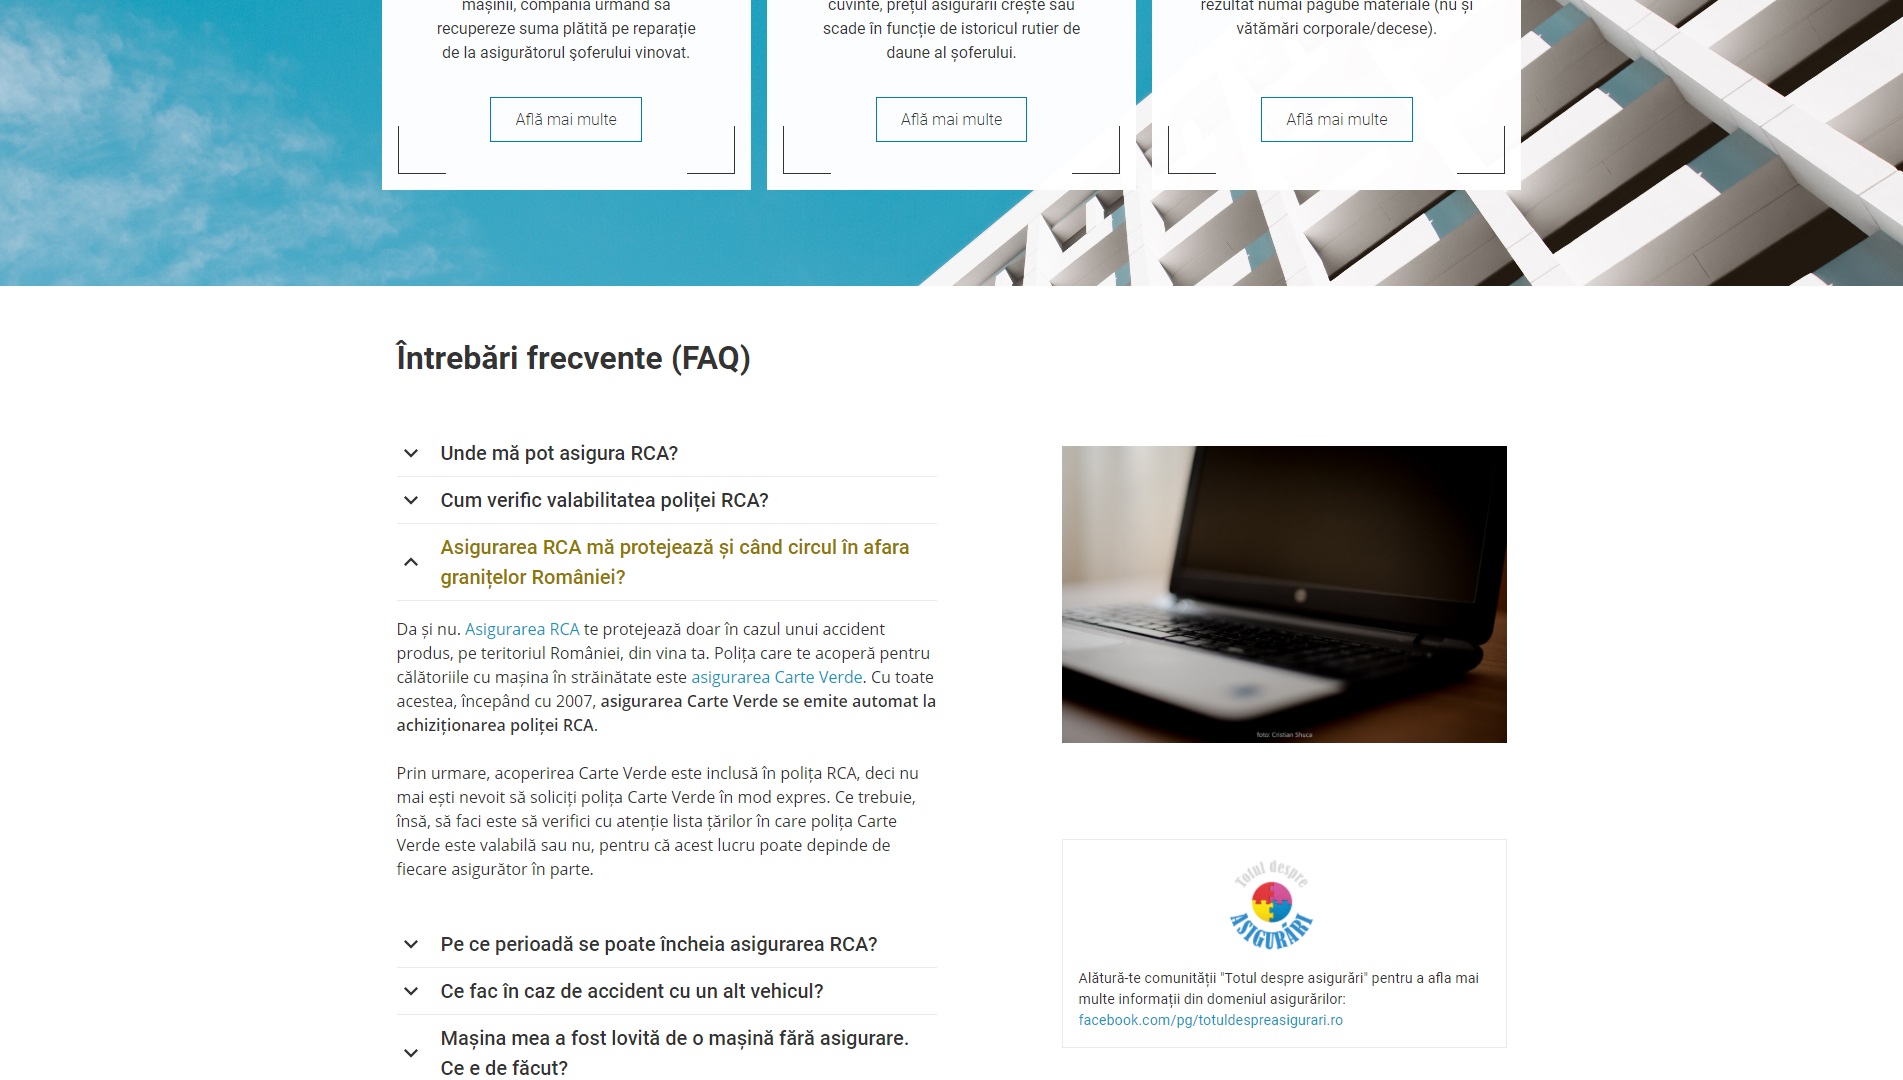 mașinii, compania urmând să
recupereze suma plătită pe reparație
de la asigurătorul şoferului vinovat.
Află mai multe
cuvinte, prețul asigurării crește sau
scade în funcție de istoricul rutier de
daune al șoferului.
Află mai multe
rezultat numai pagube materiale (nu și
vătămări corporale/decese).
Află mai multe
Întrebări frecvente (FAQ)
Unde mă pot asigura RCA?
Cum verific valabilitatea poliței RCA?
Asigurarea RCA mă protejează și când circul în afara
granițelor României?
Da și nu. Asigurarea RCA te protejează doar în cazul unui accident
produs, pe teritoriul României, din vina ta. Polița care te acoperă pentru
călătoriile cu mașina în străinătate este asigurarea Carte Verde. Cu toate
acestea, începând cu 2007, asigurarea Carte Verde se emite automat la
achiziționarea poliței RCA.
Prin urmare, acoperirea Carte Verde este inclusă în polița RCA, deci nu
mai ești nevoit să soliciți polița Carte Verde în mod expres. Ce trebuie,
însă, să faci este să verifici cu atenție lista țărilor în care polița Carte
Verde este valabilă sau nu, pentru că acest lucru poate depinde de
fiecare asigurător în parte.
Pe ce perioadă se poate încheia asigurarea RCA?
Ce fac în caz de accident cu un alt vehicul?
Mașina mea a fost lovită de o mașină fără asigurare.
Ce e de făcut?
foto: Cristian Shuca
Totul despre
ASIGURĂRI
Alătură-te comunității "Totul despre asigurări" pentru a afla mai
multe informații din domeniul asigurărilor:
facebook.com/pg/totuldespreasigurari.ro